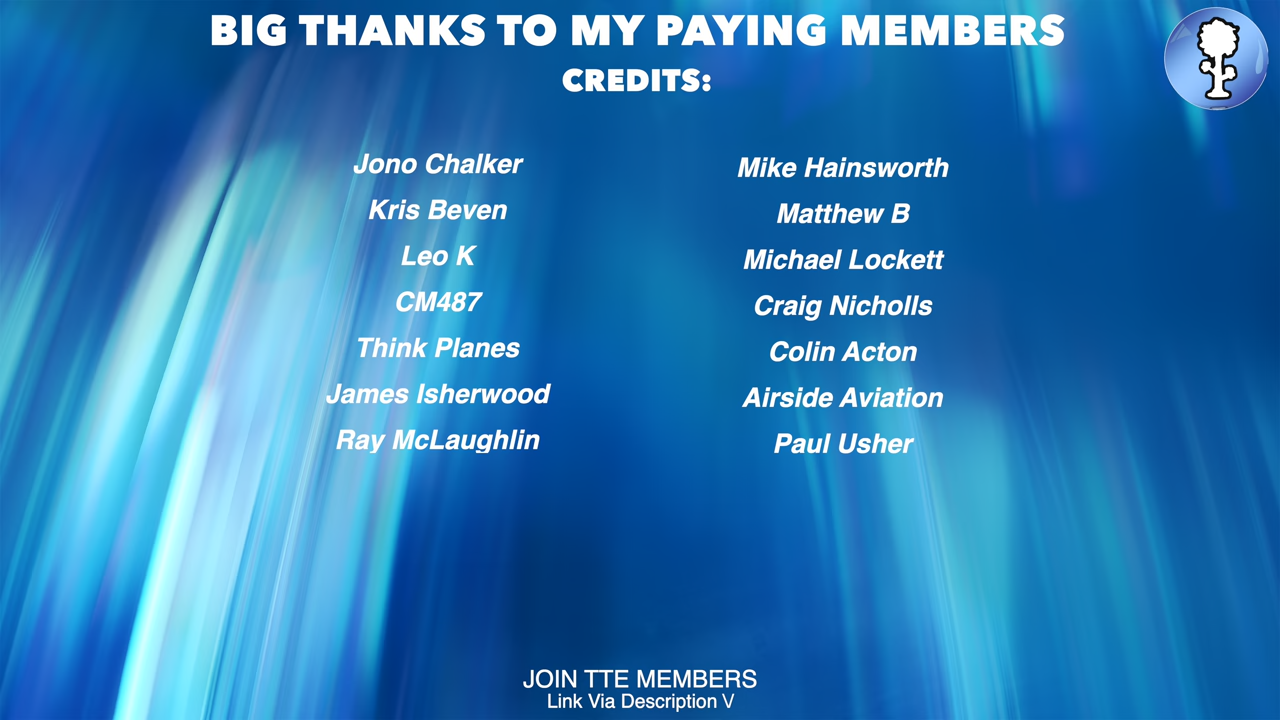 BIG THANKS TO MY PAYING MEMBERS
CREDITS:
Jono Chalker
Kris Beven
Leo K
CM487
Think Planes
James Isherwood
Ray McLaughlin
Mike Hainsworth
Matthew B
Michael Lockett
Craig Nicholls
Colin Acton
Airside Aviation
Paul Usher
JOIN TTE MEMBERS
Link Via Description V